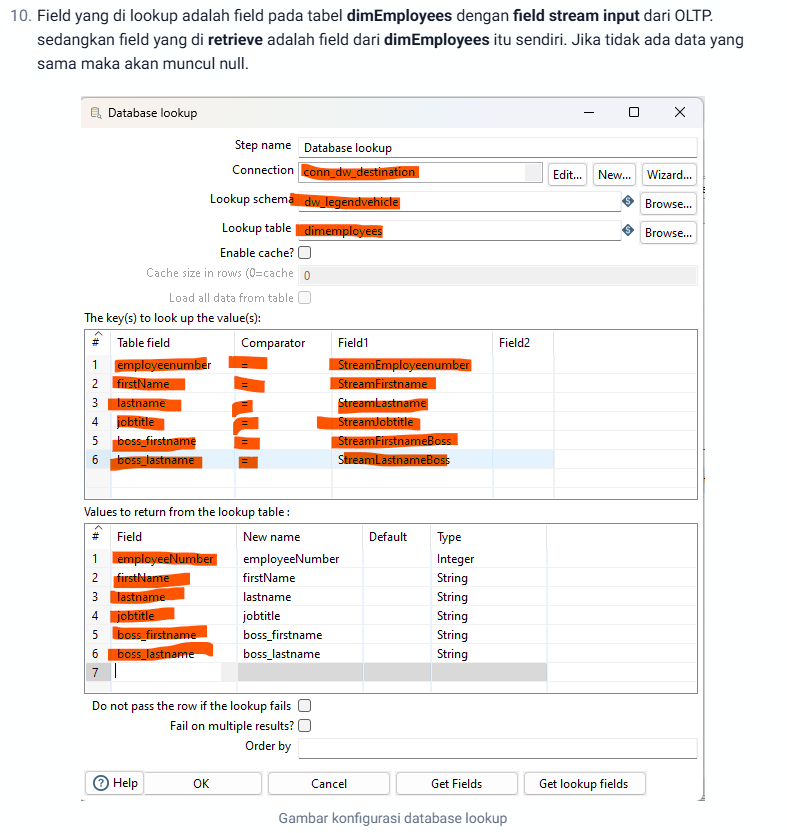 10. Field yang di lookup adalah field pada tabel dimEmployees dengan field stream input dari OLTP.
sedangkan field yang di retrieve adalah field dari dimEmployees itu sendiri. Jika tidak ada data yang
sama maka akan muncul null.
Database lookup
Step name Database lookup
Connection conn_dw_destination Edit... New... Wizard...
Lookup schema dw_legendvehicle Browse...
Lookup table dimemployees Browse...
Enable cache?
Cache size in rows (0=cache 0
Load all data from table
The key(s) to look up the value(s):
# Table field Comparator Field1 Field2
1 employeenumber = StreamEmployeenumber
2 firstName = StreamFirstname
3 lastname = StreamLastname
4 jobtitle = StreamJobtitle
5 boss_firstname = StreamFirstnameBoss
6 boss_lastname = StreamLastnameBoss
Values to return from the lookup table :
# Field New name Default Type
1 employeeNumber employeeNumber Integer
2 firstName firstName String
3 lastname lastname String
4 jobtitle jobtitle String
5 boss_firstname boss_firstname String
6 boss_lastname boss_lastname String
7
Do not pass the row if the lookup fails
Fail on multiple results?
Order by
Help OK Cancel Get Fields Get lookup fields
Gambar konfigurasi database lookup